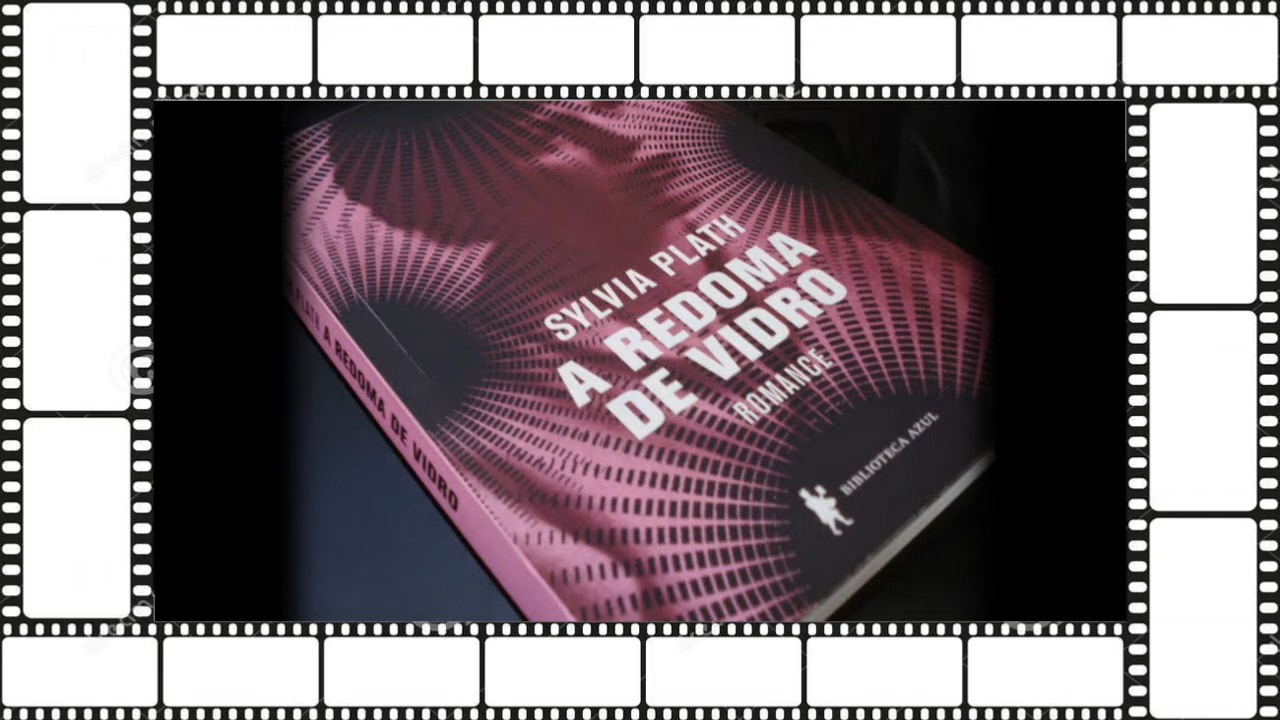 SYLVIA PLATH
A REDOMA
DE VIDRO
ROMANCE
BIBLIOTECA AZUL
PLATH A REDOMA DE VIDRO